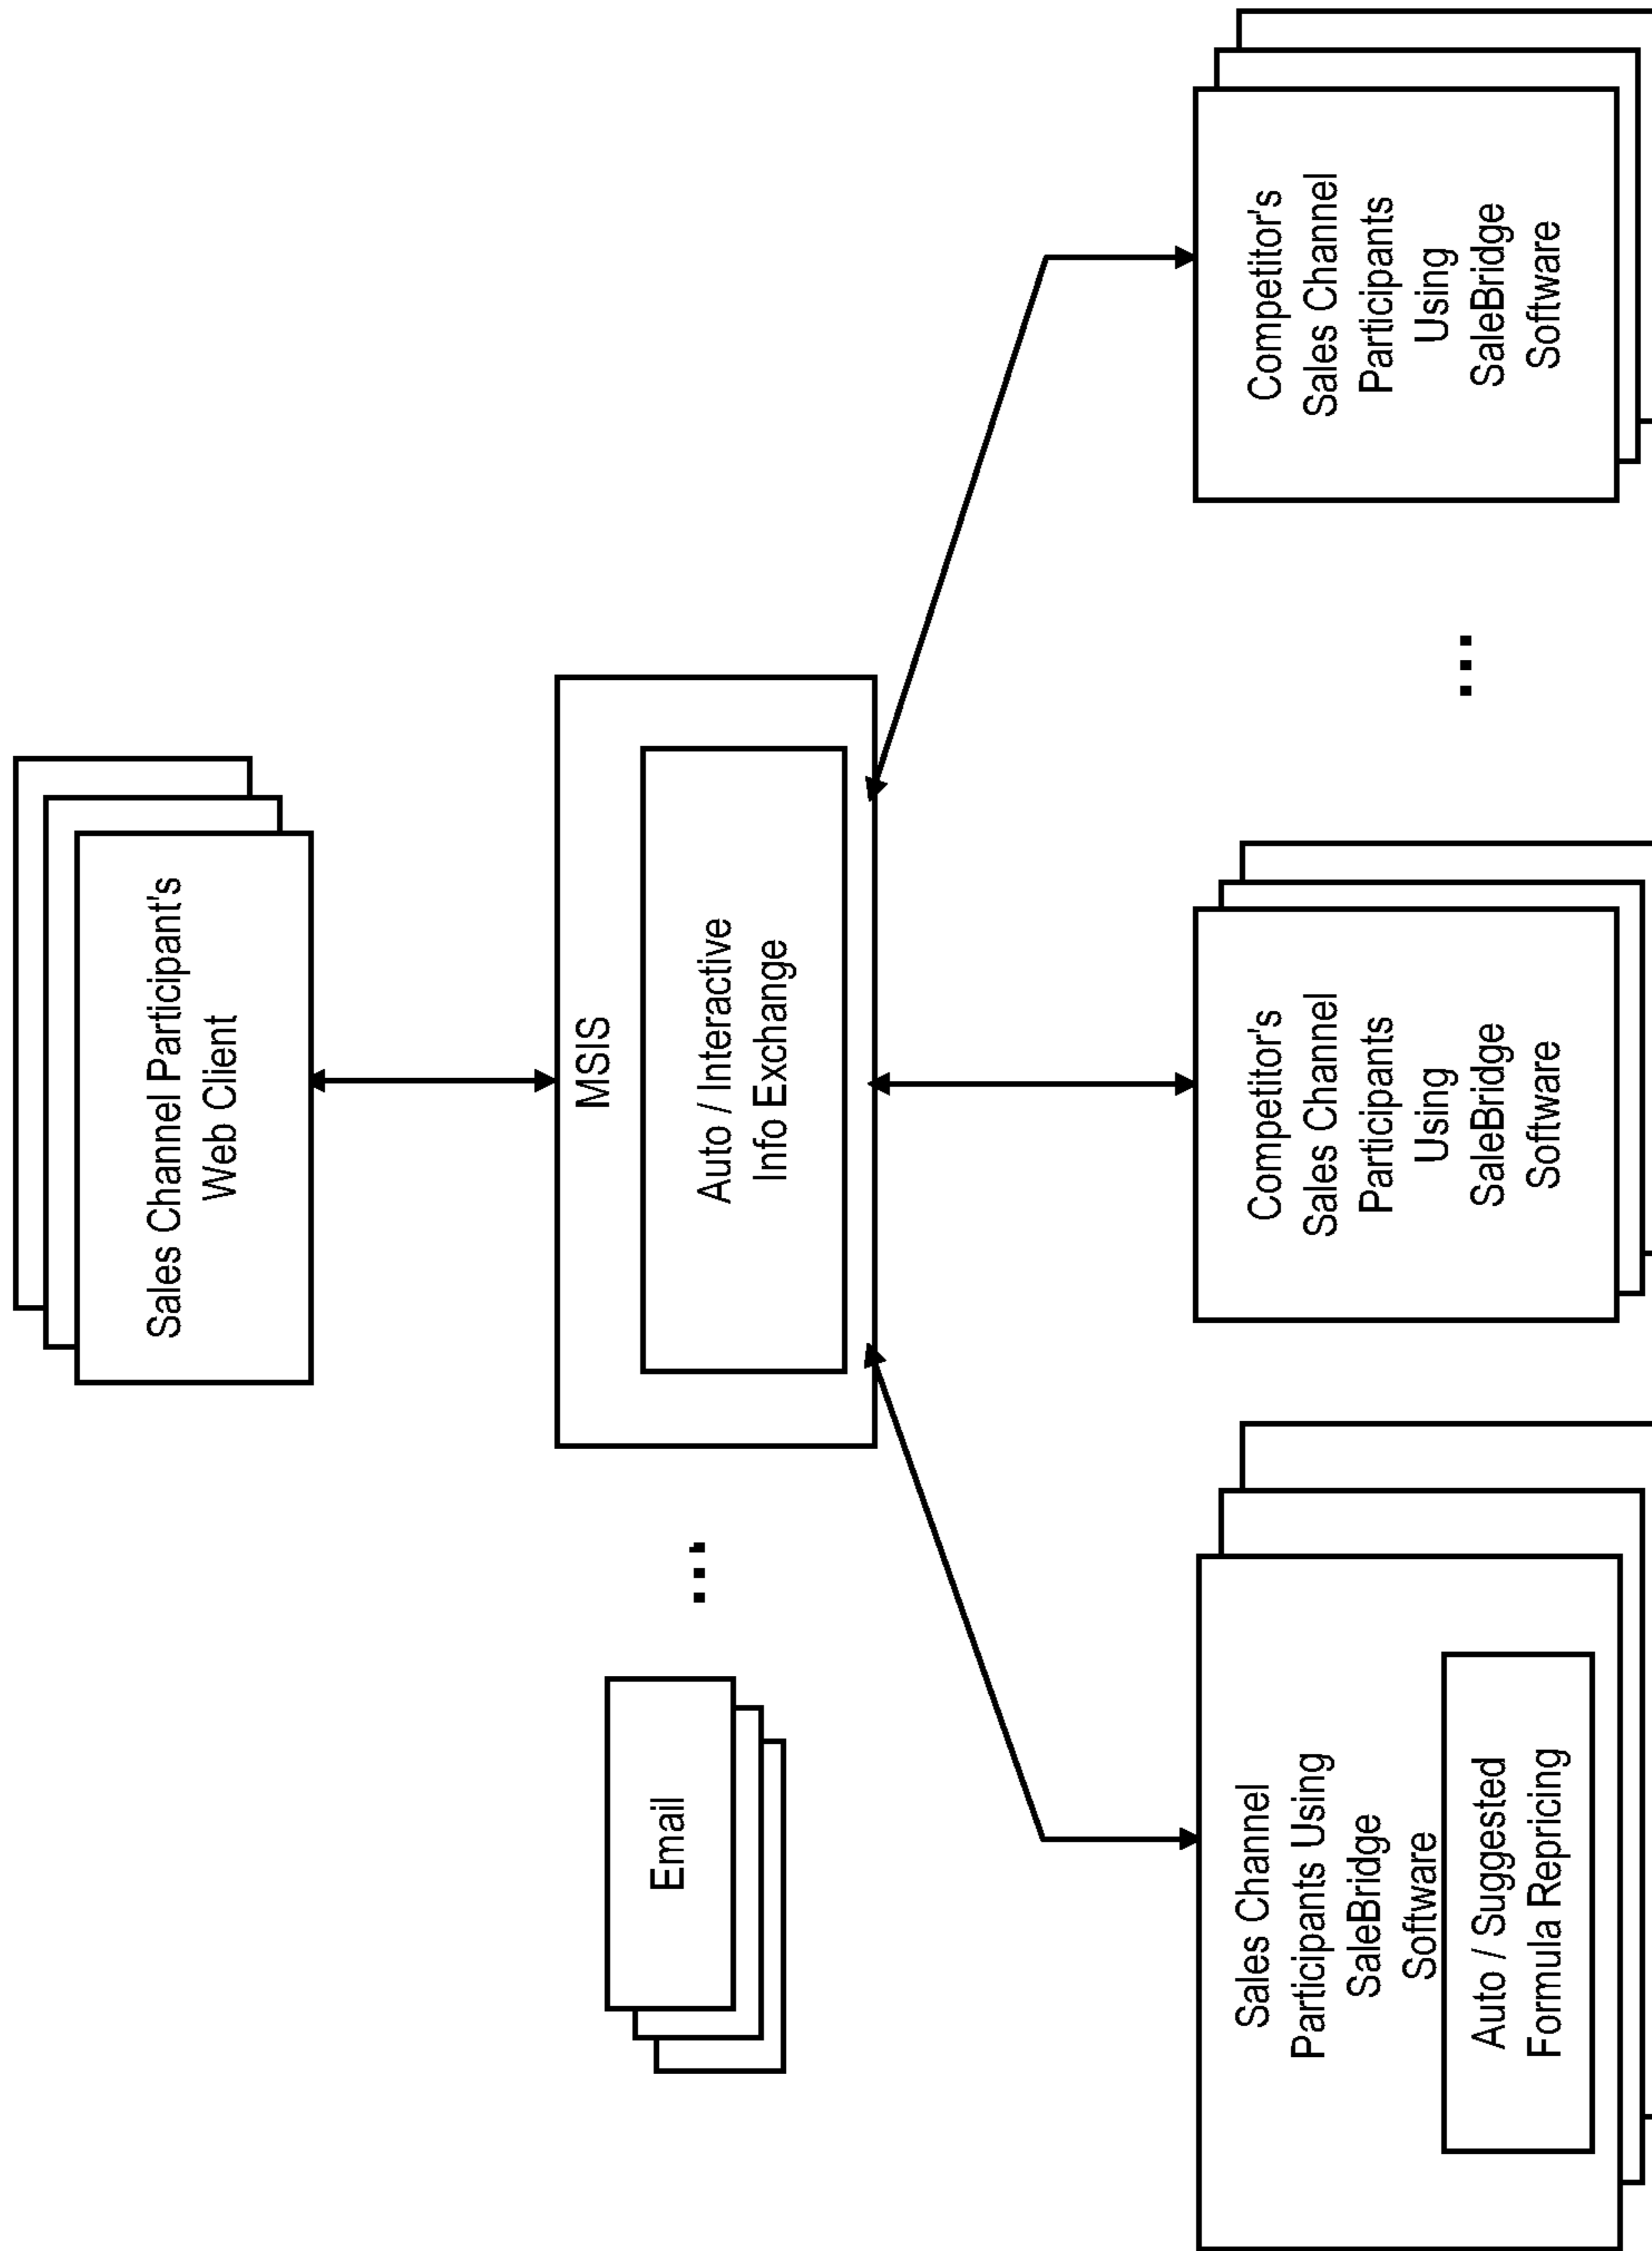 Sales Channel Participant's
Web Client
Email
...
MSIS
Auto / Interactive
Info Exchange
Sales Channel
Participants Using
SaleBridge
Software
Auto / Suggested
Formula Repricing
Competitor's
Sales Channel
Participants
Using
SaleBridge
Software
...
Competitor's
Sales Channel
Participants
Using
SaleBridge
Software